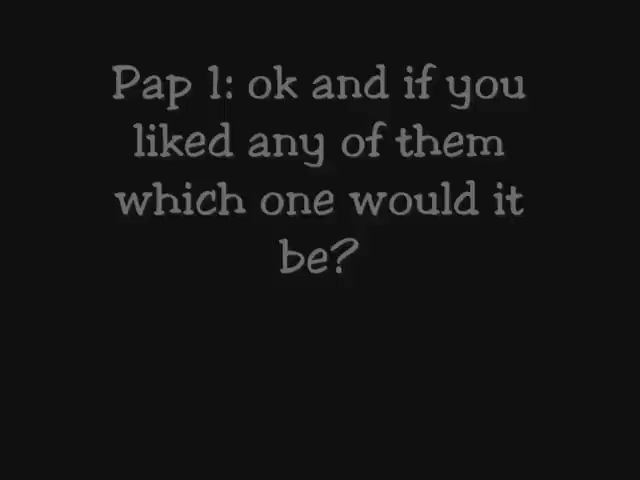 Pap 1: ok and if you
liked any of them
which one would it
be?